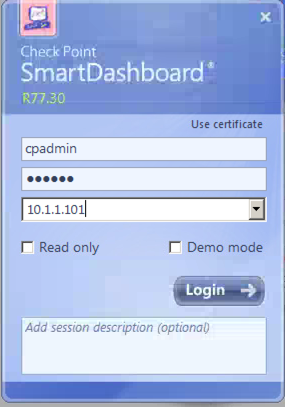 Check Point
SmartDashboard®
R77.30
Use certificate
cpadmin
●●●●●●
10.1.1.101
Read only
Demo mode
Login
Add session description (optional)